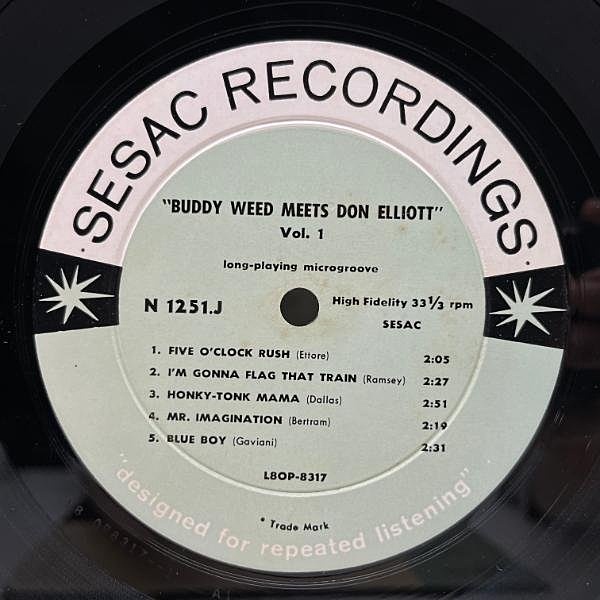 SESAC RECORDINGS
"BUDDY WEED MEETS DON ELLIOTT"
Vol. 1
long-playing microgroove
N 1251.J
High Fidelity 33 1/3 rpm
SESAC
1. FIVE O'CLOCK RUSH (Ettore) 2:05
2. I'M GONNA FLAG THAT TRAIN (Ramsey) 2:27
3. HONKY-TONK MAMA (Dallas) 2:51
4. MR. IMAGINATION (Bertram) 2:19
5. BLUE BOY (Gaviani) 2:31
L8OP-8317
* Trade Mark
"designed for repeated listening"